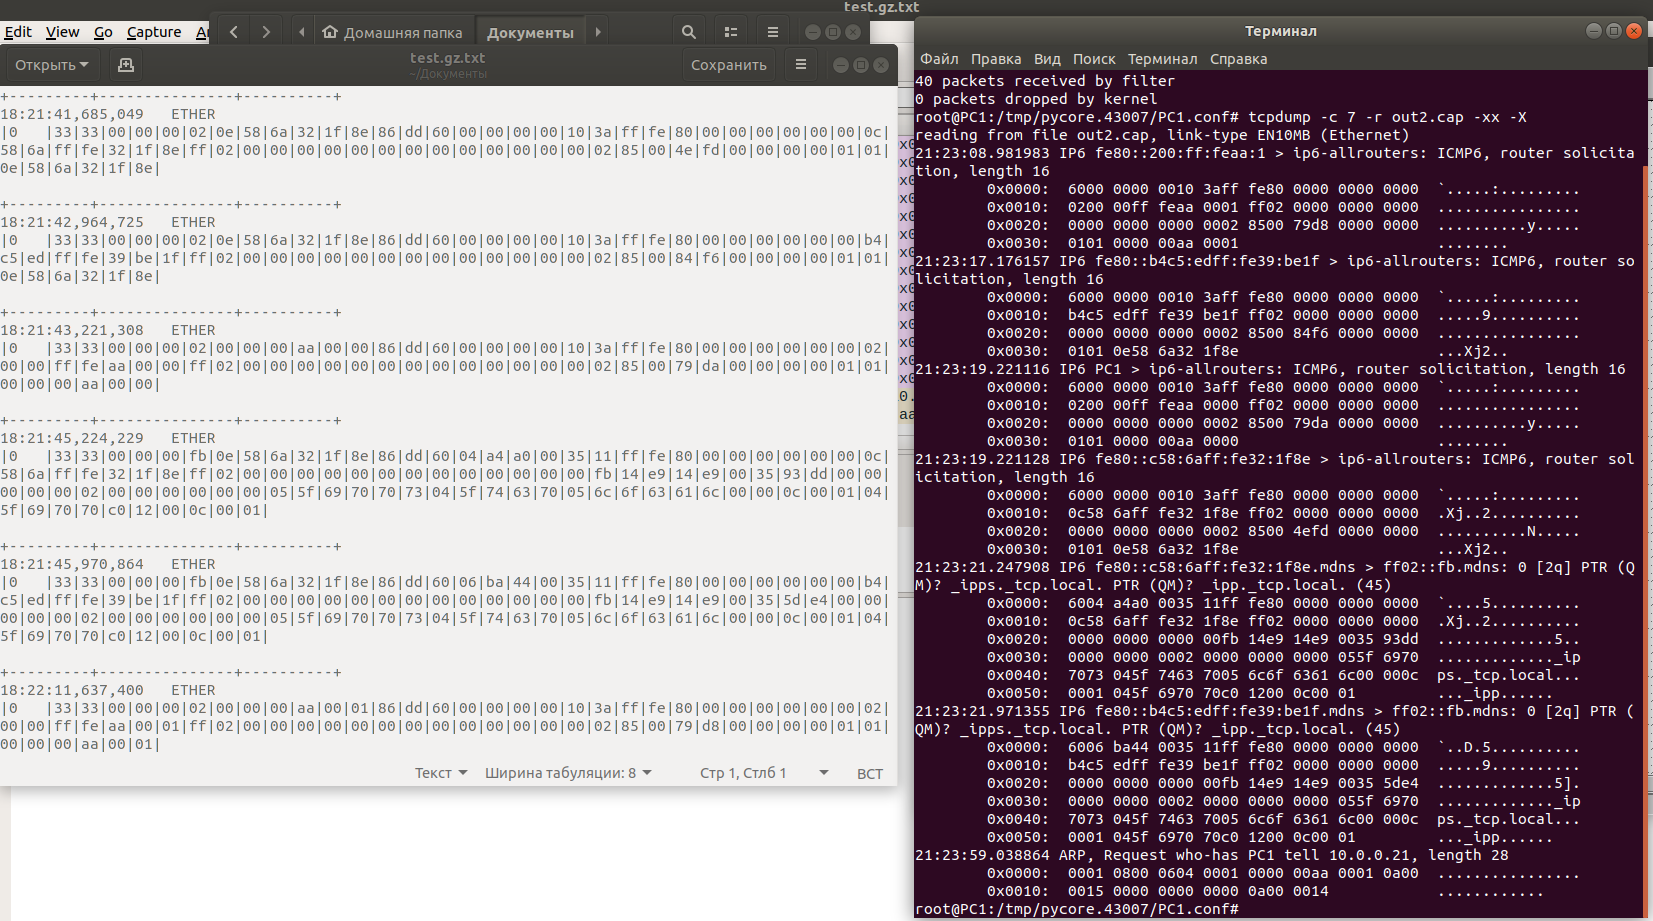 test.gz.txt
Edit View Go Capture
Домашняя папка Документы
Открыть
test.gz.txt
~/Документы
Сохранить
+---------+---------------+----------+
18:21:41,685,049   ETHER
|0   |33|33|00|00|00|02|0e|58|6a|32|1f|8e|86|dd|60|00|00|00|00|10|3a|ff|fe|80|00|00|00|00|00|00|0c|
58|6a|ff|fe|32|1f|8e|ff|02|00|00|00|00|00|00|00|00|00|00|00|00|00|02|85|00|4e|fd|00|00|00|00|01|01|
0e|58|6a|32|1f|8e|
+---------+---------------+----------+
18:21:42,964,725   ETHER
|0   |33|33|00|00|00|02|0e|58|6a|32|1f|8e|86|dd|60|00|00|00|00|10|3a|ff|fe|80|00|00|00|00|00|00|b4|
c5|ed|ff|fe|39|be|1f|ff|02|00|00|00|00|00|00|00|00|00|00|00|00|00|02|85|00|84|f6|00|00|00|00|01|01|
0e|58|6a|32|1f|8e|
+---------+---------------+----------+
18:21:43,221,308   ETHER
|0   |33|33|00|00|00|02|00|00|00|aa|00|00|86|dd|60|00|00|00|00|10|3a|ff|fe|80|00|00|00|00|00|00|02|
00|00|ff|fe|aa|00|00|ff|02|00|00|00|00|00|00|00|00|00|00|00|00|00|02|85|00|79|da|00|00|00|00|01|01|
00|00|00|aa|00|00|
+---------+---------------+----------+
18:21:45,224,229   ETHER
|0   |33|33|00|00|00|fb|0e|58|6a|32|1f|8e|86|dd|60|04|a4|a0|00|35|11|ff|fe|80|00|00|00|00|00|00|0c|
58|6a|ff|fe|32|1f|8e|ff|02|00|00|00|00|00|00|00|00|00|00|00|00|00|fb|14|e9|14|e9|00|35|93|dd|00|00|
00|00|00|02|00|00|00|00|00|00|05|5f|69|70|70|73|04|5f|74|63|70|05|6c|6f|63|61|6c|00|00|0c|00|01|04|
5f|69|70|70|c0|12|00|0c|00|01|
+---------+---------------+----------+
18:21:45,970,864   ETHER
|0   |33|33|00|00|00|fb|0e|58|6a|32|1f|8e|86|dd|60|06|ba|44|00|35|11|ff|fe|80|00|00|00|00|00|00|b4|
c5|ed|ff|fe|39|be|1f|ff|02|00|00|00|00|00|00|00|00|00|00|00|00|00|fb|14|e9|14|e9|00|35|5d|e4|00|00|
00|00|00|02|00|00|00|00|00|00|05|5f|69|70|70|73|04|5f|74|63|70|05|6c|6f|63|61|6c|00|00|0c|00|01|04|
5f|69|70|70|c0|12|00|0c|00|01|
+---------+---------------+----------+
18:22:11,637,400   ETHER
|0   |33|33|00|00|00|02|00|00|00|aa|00|01|86|dd|60|00|00|00|00|10|3a|ff|fe|80|00|00|00|00|00|00|02|
00|00|ff|fe|aa|00|01|ff|02|00|00|00|00|00|00|00|00|00|00|00|00|00|02|85|00|79|d8|00|00|00|00|01|01|
00|00|00|aa|00|01|
Текст Ширина табуляции: 8 Стр 1, Стлб 1 ВСТ
Терминал
Файл Правка Вид Поиск Терминал Справка
40 packets received by filter
0 packets dropped by kernel
root@PC1:/tmp/pycore.43007/PC1.conf# tcpdump -c 7 -r out2.cap -xx -X
reading from file out2.cap, link-type EN10MB (Ethernet)
21:23:08.981983 IP6 fe80::200:ff:feaa:1 > ip6-allrouters: ICMP6, router solicita
tion, length 16
0x0000:  6000 0000 0010 3aff fe80 0000 0000 0000  `.....:.........
0x0010:  0200 00ff feaa 0001 ff02 0000 0000 0000  ................
0x0020:  0000 0000 0000 0002 8500 79d8 0000 0000  ..........y.....
0x0030:  0101 0000 00aa 0001                      ........
21:23:17.176157 IP6 fe80::b4c5:edff:fe39:be1f > ip6-allrouters: ICMP6, router so
licitation, length 16
0x0000:  6000 0000 0010 3aff fe80 0000 0000 0000  `.....:.........
0x0010:  b4c5 edff fe39 be1f ff02 0000 0000 0000  .....9..........
0x0020:  0000 0000 0000 0002 8500 84f6 0000 0000  ................
0x0030:  0101 0e58 6a32 1f8e                      ...Xj2..
21:23:19.221116 IP6 PC1 > ip6-allrouters: ICMP6, router solicitation, length 16
0x0000:  6000 0000 0010 3aff fe80 0000 0000 0000  `.....:.........
0x0010:  0200 00ff feaa 0000 ff02 0000 0000 0000  ................
0x0020:  0000 0000 0000 0002 8500 79da 0000 0000  ..........y.....
0x0030:  0101 0000 00aa 0000                      ........
21:23:19.221128 IP6 fe80::c58:6aff:fe32:1f8e > ip6-allrouters: ICMP6, router sol
icitation, length 16
0x0000:  6000 0000 0010 3aff fe80 0000 0000 0000  `.....:.........
0x0010:  0c58 6aff fe32 1f8e ff02 0000 0000 0000  .Xj..2..........
0x0020:  0000 0000 0000 0002 8500 4efd 0000 0000  ..........N.....
0x0030:  0101 0e58 6a32 1f8e                      ...Xj2..
21:23:21.247908 IP6 fe80::c58:6aff:fe32:1f8e.mdns > ff02::fb.mdns: 0 [2q] PTR (Q
M)? _ipps._tcp.local. PTR (QM)? _ipp._tcp.local. (45)
0x0000:  6004 a4a0 0035 11ff fe80 0000 0000 0000  `....5..........
0x0010:  0c58 6aff fe32 1f8e ff02 0000 0000 0000  .Xj..2..........
0x0020:  0000 0000 0000 00fb 14e9 14e9 0035 93dd  .............5..
0x0030:  0000 0000 0002 0000 0000 0000 055f 6970  ............._ip
0x0040:  7073 045f 7463 7005 6c6f 6361 6c00 000c  ps._tcp.local...
0x0050:  0001 045f 6970 70c0 1200 0c00 01         ..._ipp......
21:23:21.971355 IP6 fe80::b4c5:edff:fe39:be1f.mdns > ff02::fb.mdns: 0 [2q] PTR (
QM)? _ipps._tcp.local. PTR (QM)? _ipp._tcp.local. (45)
0x0000:  6006 ba44 0035 11ff fe80 0000 0000 0000  `..D.5..........
0x0010:  b4c5 edff fe39 be1f ff02 0000 0000 0000  .....9..........
0x0020:  0000 0000 0000 00fb 14e9 14e9 0035 5de4  .............5].
0x0030:  0000 0000 0002 0000 0000 0000 055f 6970  ............._ip
0x0040:  7073 045f 7463 7005 6c6f 6361 6c00 000c  ps._tcp.local...
0x0050:  0001 045f 6970 70c0 1200 0c00 01         ..._ipp......
21:23:59.038864 ARP, Request who-has PC1 tell 10.0.0.21, length 28
0x0000:  0001 0800 0604 0001 0000 00aa 0001 0a00  ................
0x0010:  0015 0000 0000 0000 0a00 0014            ............
root@PC1:/tmp/pycore.43007/PC1.conf#